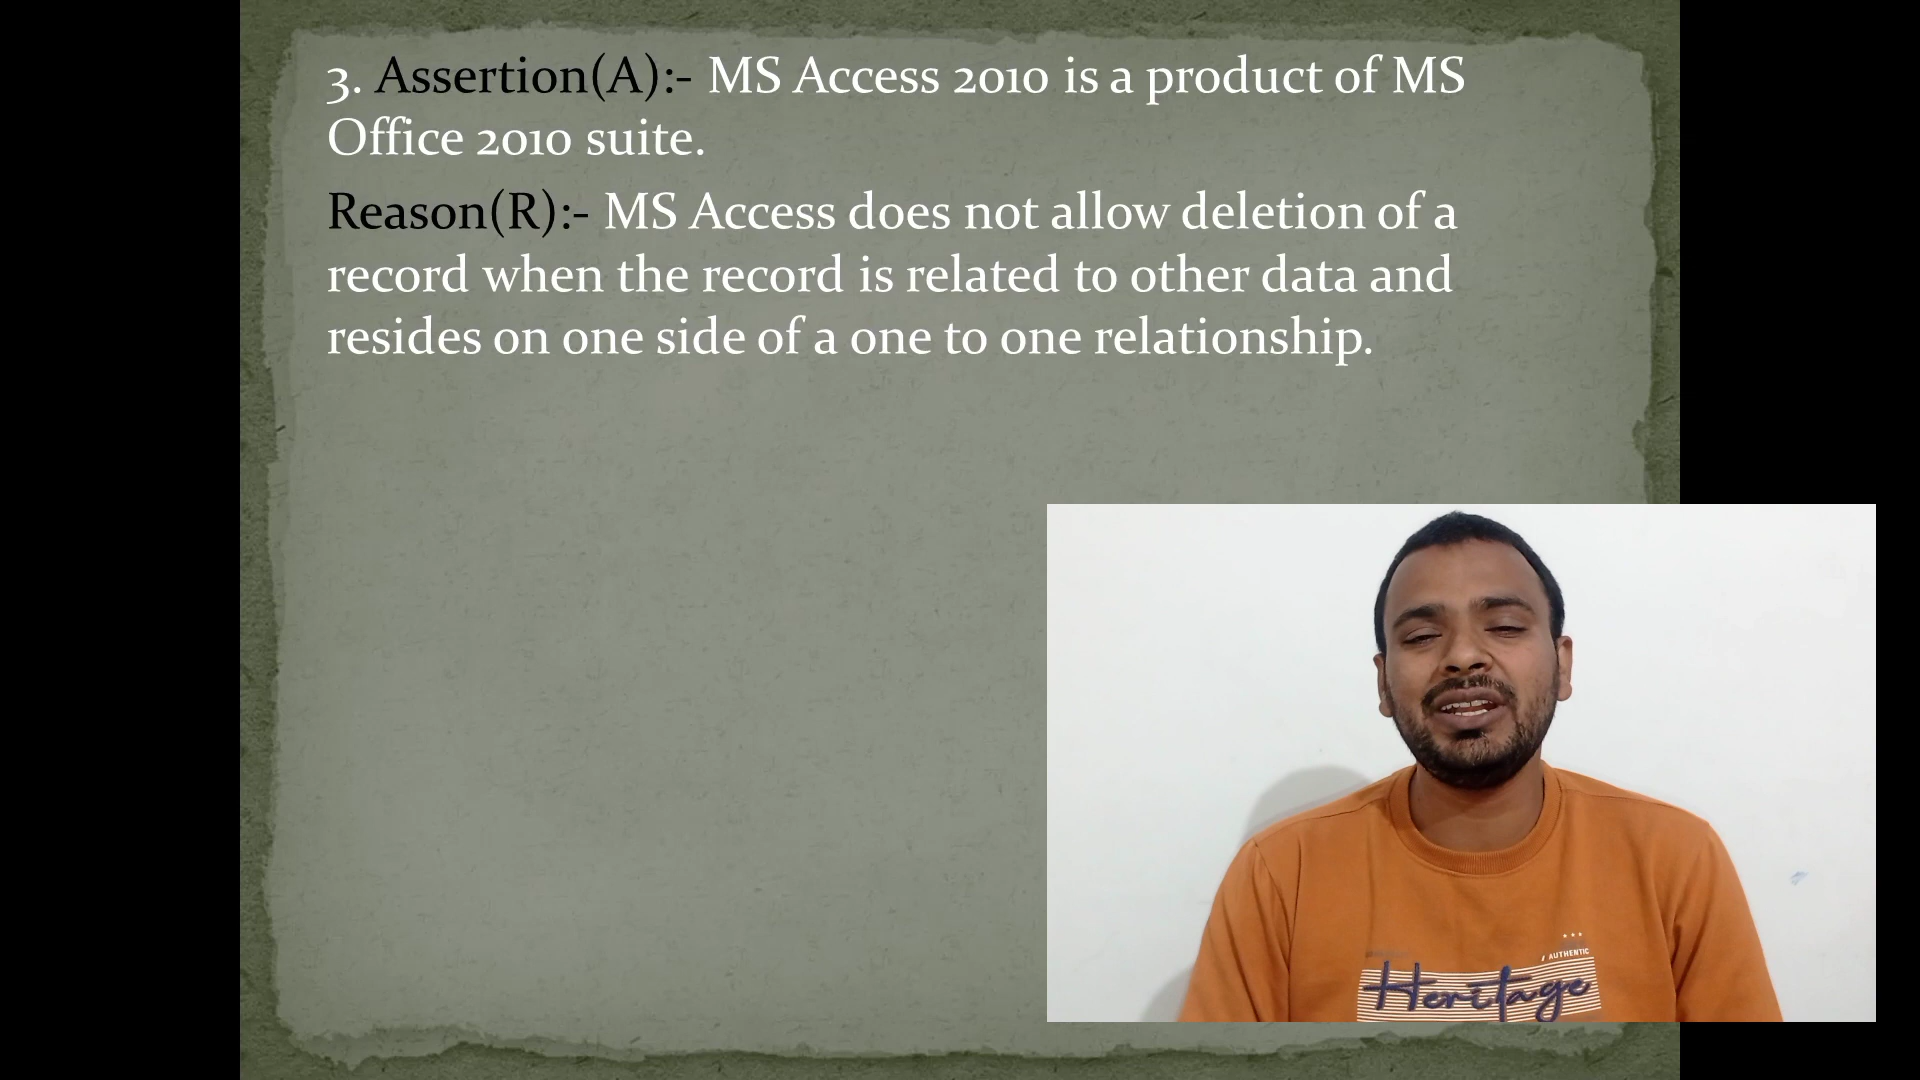 3. Assertion(A):- MS Access 2010 is a product of MS
Office 2010 suite.
Reason(R):- MS Access does not allow deletion of a
record when the record is related to other data and
resides on one side of a one to one relationship.
AUTHENTIC
Heritage